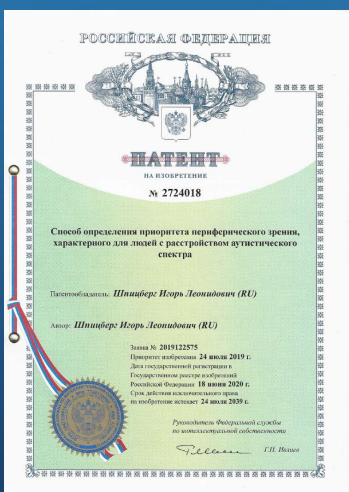 РОССИЙСКАЯ ФЕДЕРАЦИЯ
ПАТЕНТ
НА ИЗОБРЕТЕНИЕ
№ 2724018
Способ определения приоритета периферического зрения,
характерного для людей с расстройством аутистического
спектра
Патентообладатель: Шпицберг Игорь Леонидович (RU)
Автор: Шпицберг Игорь Леонидович (RU)
Заявка № 2019122575
Приоритет изобретения 24 июля 2019 г.
Дата государственной регистрации в
Государственном реестре изобретений
Российской Федерации 18 июня 2020 г.
Срок действия исключительного права
на изобретение истекает 24 июля 2039 г.
Руководитель Федеральной службы
по интеллектуальной собственности
Г.П. Ивлиев